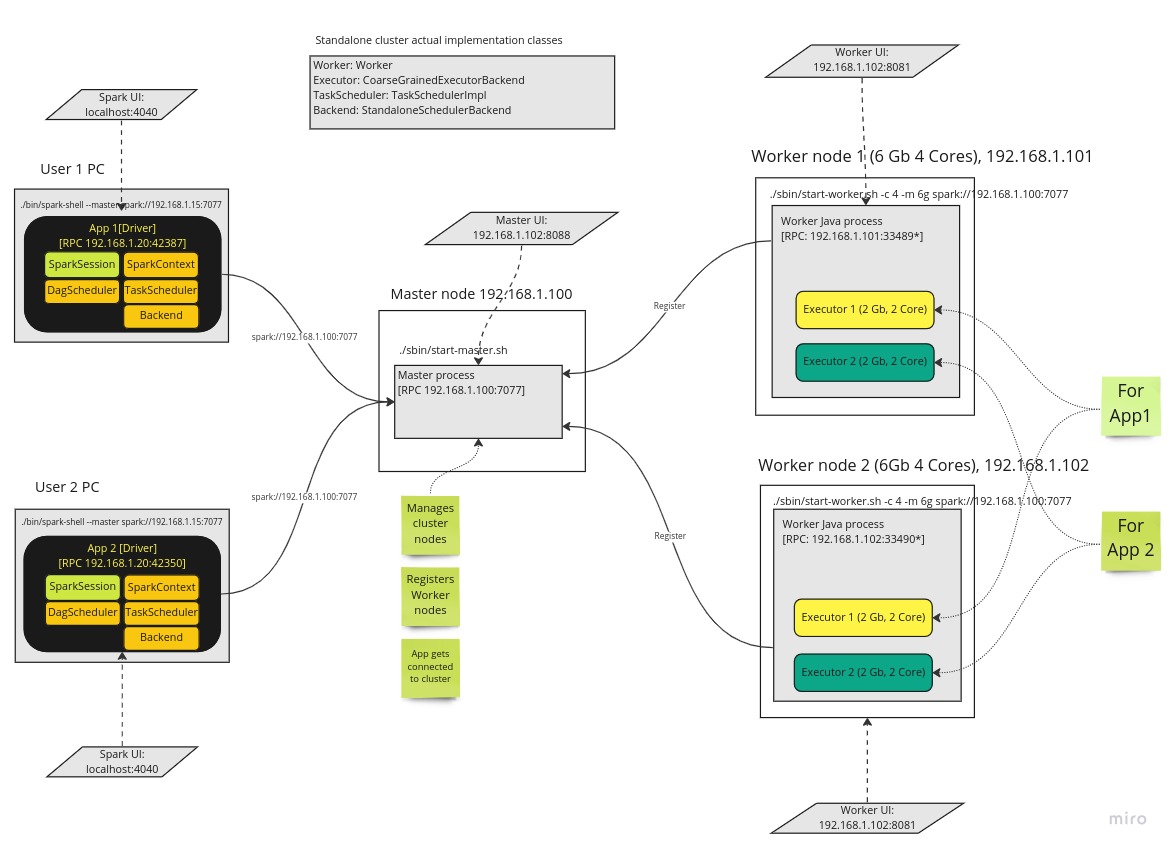 Standalone cluster actual implementation classes
Worker: Worker
Executor: CoarseGrainedExecutorBackend
TaskScheduler: TaskSchedulerImpl
Backend: StandaloneSchedulerBackend
Spark UI:
localhost:4040
User 1 PC
./bin/spark-shell --master spark://192.168.1.15:7077
App 1[Driver]
[RPC 192.168.1.20:42387]
SparkSession
SparkContext
DagScheduler
TaskScheduler
Backend
spark://192.168.1.100:7077
User 2 PC
./bin/spark-shell --master spark://192.168.1.15:7077
App 2 [Driver]
[RPC 192.168.1.20:42350]
SparkSession
SparkContext
DagScheduler
TaskScheduler
Backend
spark://192.168.1.100:7077
Spark UI:
localhost:4040
Master UI:
192.168.1.102:8088
Master node 192.168.1.100
./sbin/start-master.sh
Master process
[RPC 192.168.1.100:7077]
Manages
cluster
nodes
Registers
Worker
nodes
App gets
connected
to cluster
Register
Register
Worker UI:
192.168.1.102:8081
Worker node 1 (6 Gb 4 Cores), 192.168.1.101
./sbin/start-worker.sh -c 4 -m 6g spark://192.168.1.100:7077
Worker Java process
[RPC: 192.168.1.101:33489*]
Executor 1 (2 Gb, 2 Core)
Executor 2 (2 Gb, 2 Core)
Worker node 2 (6Gb 4 Cores), 192.168.1.102
./sbin/start-worker.sh -c 4 -m 6g spark://192.168.1.100:7077
Worker Java process
[RPC: 192.168.1.102:33490*]
Executor 1 (2 Gb, 2 Core)
Executor 2 (2 Gb, 2 Core)
Worker UI:
192.168.1.102:8081
For
App1
For
App 2
miro